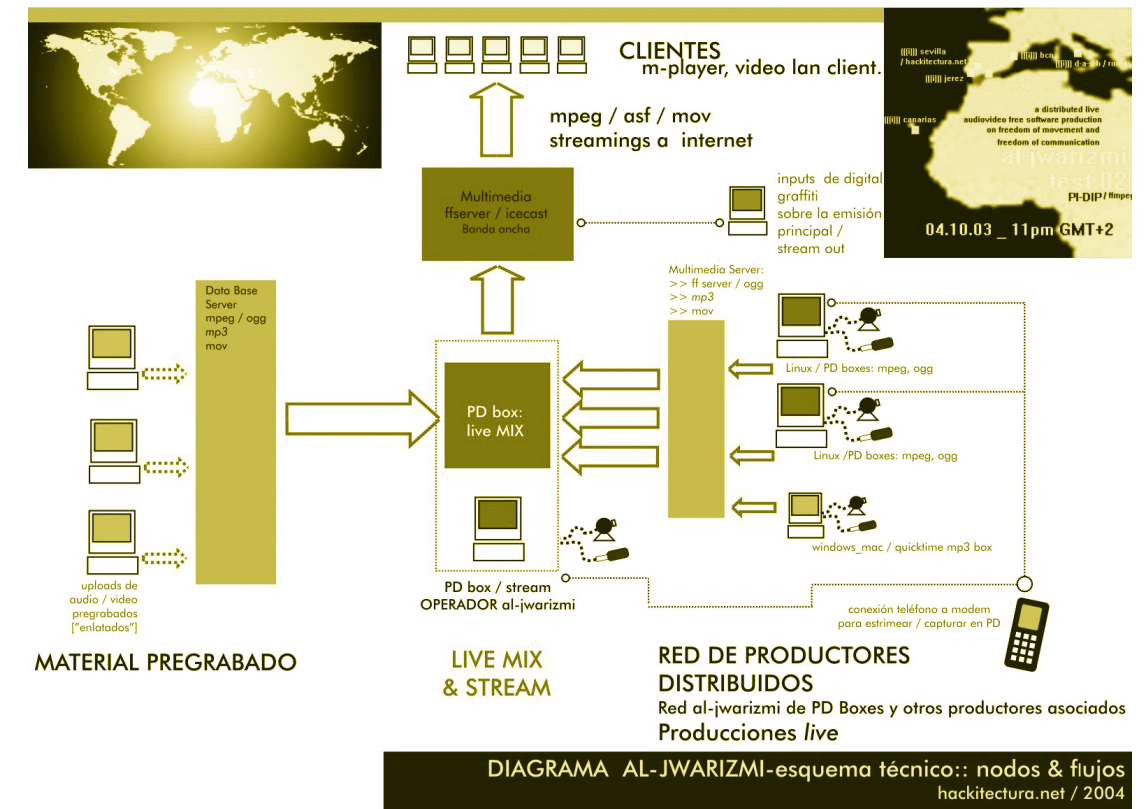 CLIENTES
m-player, video lan client.
mpeg / asf / mov
streamings a internet
(((i))) sevilla
/ hackitectura.net
(((i))) bcn
(((i))) jerez
(((i))) canarias
a distributed live
audiovideo free software production
on freedom of movement and
freedom of communication
al-jwarizmi
test 02
PI-DIP / ffmpeg
04.10.03 _ 11pm GMT+2
Multimedia
ffserver / icecast
Banda ancha
inputs de digital
graffiti
sobre la emisión
principal /
stream out
Data Base
Server
mpeg / ogg
mp3
mov
Multimedia Server:
>> ff server / ogg
>> mp3
>> mov
Linux / PD boxes: mpeg, ogg
PD box:
live MIX
Linux /PD boxes: mpeg, ogg
windows_mac / quicktime mp3 box
uploads de
audio / video
pregrabados
["enlatados"]
PD box / stream
OPERADOR al-jwarizmi
conexión teléfono a modem
para estrimear / capturar en PD
MATERIAL PREGRABADO
LIVE MIX
& STREAM
RED DE PRODUCTORES
DISTRIBUIDOS
Red al-jwarizmi de PD Boxes y otros productores asociados
Producciones live
DIAGRAMA AL-JWARIZMI-esquema técnico:: nodos & flujos
hackitectura.net / 2004